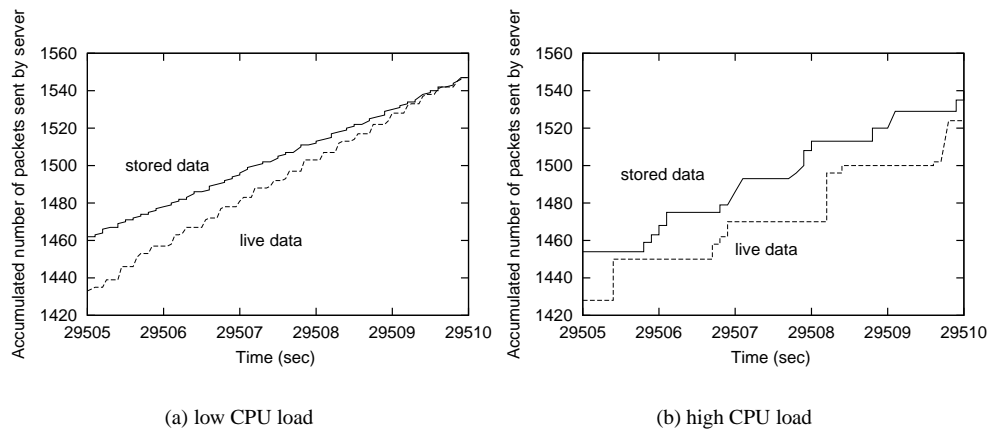 Accumulated number of packets sent by server
1560
1540
1520
1500
1480
1460
1440
1420
stored data
live data
29505 29506 29507 29508 29509 29510
Time (sec)
(a) low CPU load
Accumulated number of packets sent by server
1560
1540
1520
1500
1480
1460
1440
1420
stored data
live data
29505 29506 29507 29508 29509 29510
Time (sec)
(b) high CPU load